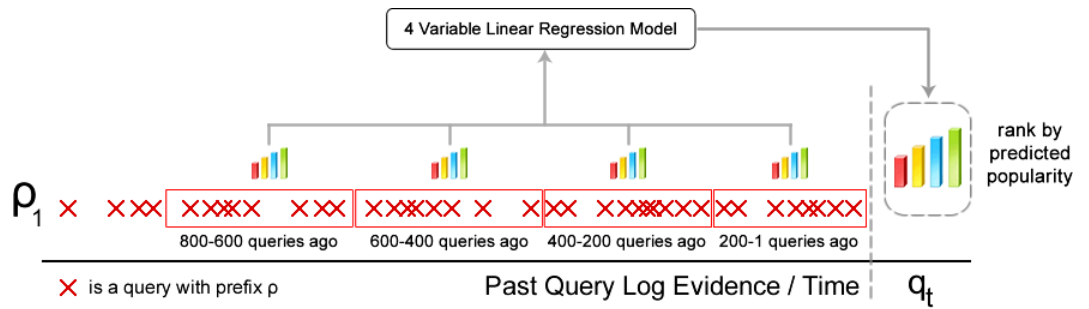 4 Variable Linear Regression Model
rank by
predicted
popularity
ρ1
800-600 queries ago
600-400 queries ago
400-200 queries ago
200-1 queries ago
is a query with prefix ρ
Past Query Log Evidence / Time
qt